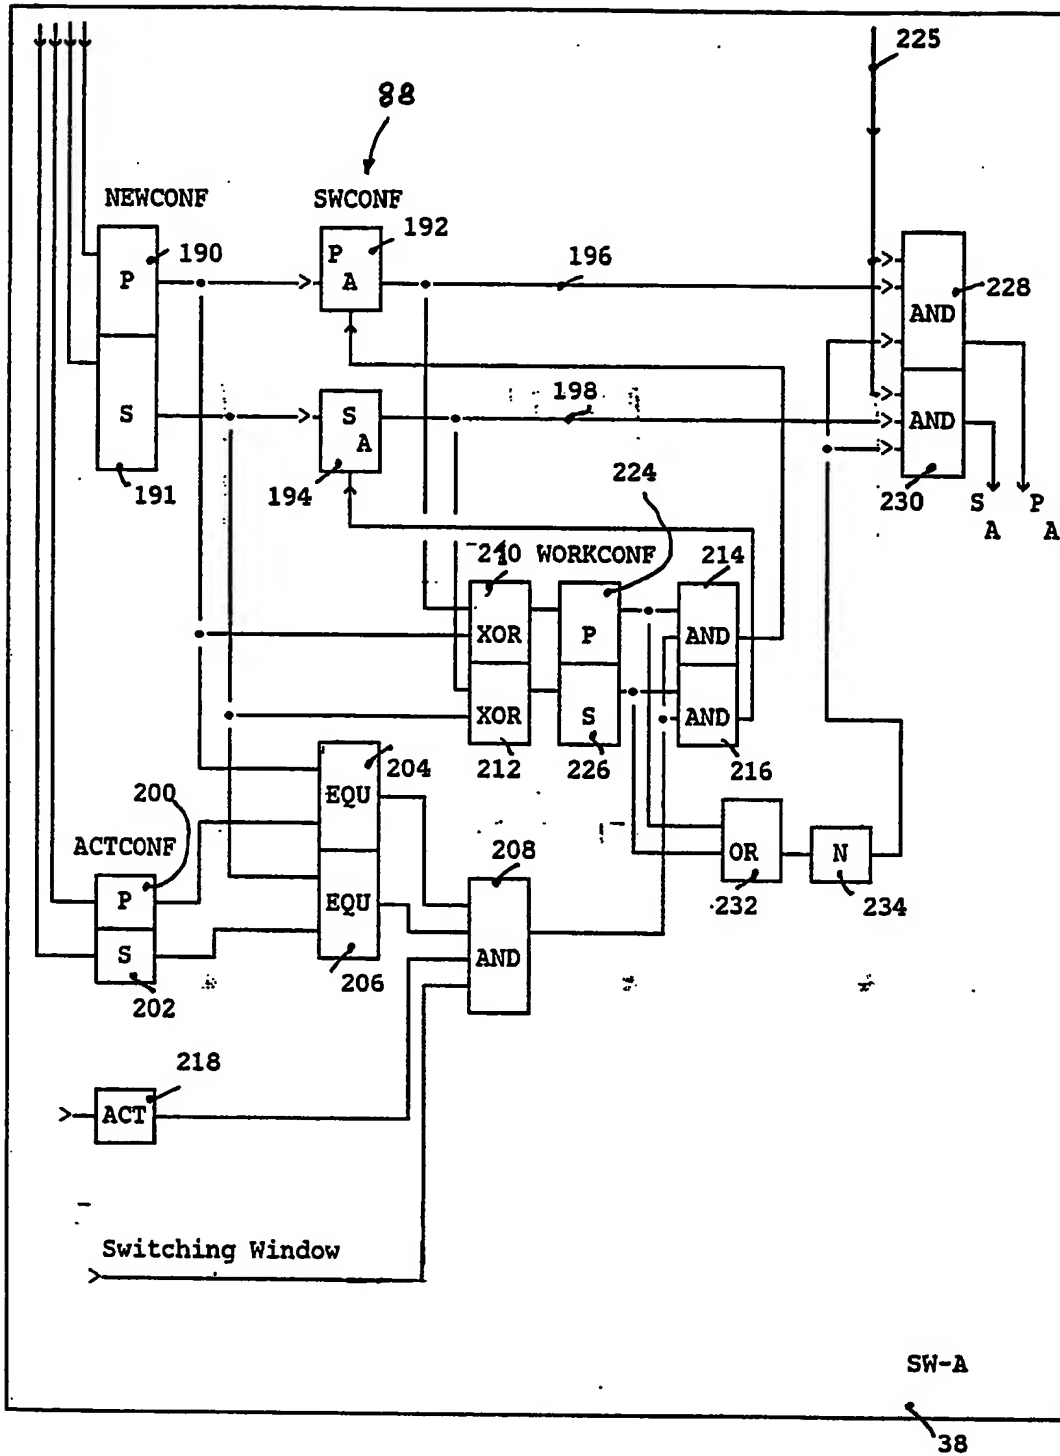 225
88
NEWCONF
SWCONF
P
190
P
A
192
196
AND
228
S
191
S
A
194
198
AND
230
S
A
P
A
224
210 WORKCONF
214
XOR
P
AND
XOR
S
AND
212
226
216
200
EQU
204
ACTCONF
P
EQU
208
OR
N
232
234
S
AND
202
206
218
ACT
Switching Window
SW-A
38